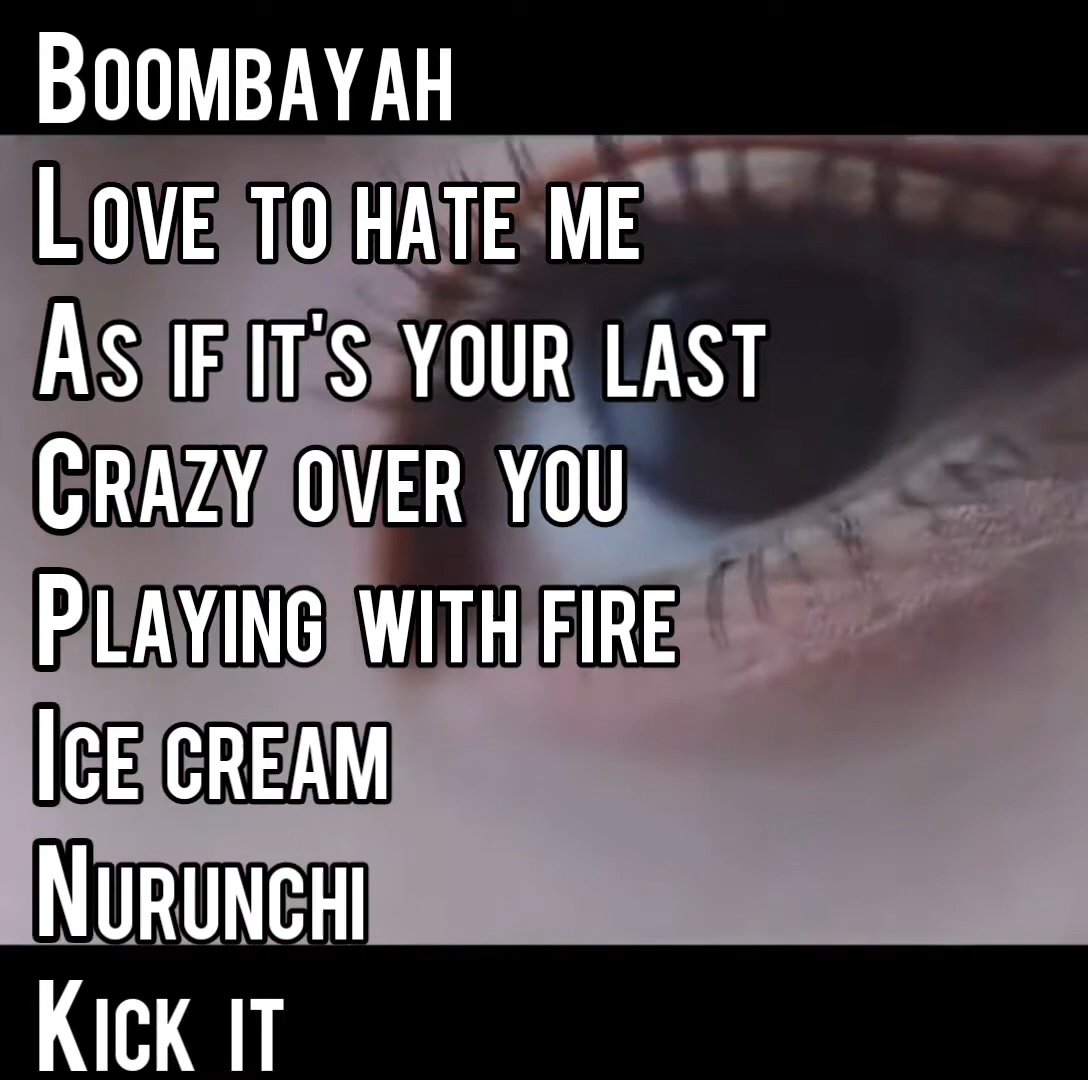 Boombayah
Love to hate me
As if it's your last
Crazy over you
Playing with fire
Ice cream
Nurunchi
Kick it